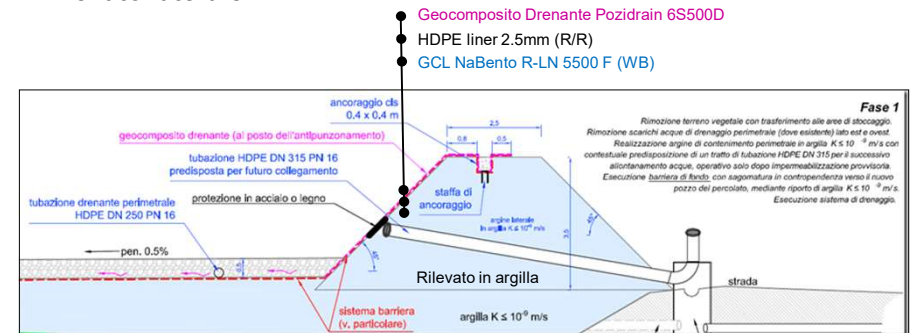 Geocomposito Drenante Pozidrain 6S500D
HDPE liner 2.5mm (R/R)
GCL NaBento R-LN 5500 F (WB)
Fase 1
Rimozione terreno vegetale con trasferimento alle aree di stoccaggio.
Rimozione scarichi acque di drenaggio perimetrale (dove esistente) lato est e ovest.
Realizzazione argine di contenimento perimetrale in argilla K ≤ 10 -9 m/s con
contestuale predisposizione di un tratto di tubazione HDPE DN 315 per il successivo
allontanamento acque, operativo solo dopo impermeabilizzazione provvisoria.
Esecuzione barriera di fondo con sagomatura in contropendenza verso il nuovo
pozzo del percolato, mediante riporto di argilla K ≤ 10 -9 m/s.
Esecuzione sistema di drenaggio.
ancoraggio cls
0.4 x 0.4 m
2,5
0,8
0,5
geocomposito drenante (al posto dell'antipunzonamento)
tubazione HDPE DN 315 PN 16
predisposta per futuro collegamento
protezione in acciaio o legno
tubazione drenante perimetrale
HDPE DN 250 PN 16
staffa di
ancoraggio
argine laterale
in argilla K ≤ 10⁻⁹ m/s
45°
3,5
pen. 0.5%
0,5
45°
Rilevato in argilla
strada
sistema barriera
(v. particolare)
argilla K ≤ 10⁻⁹ m/s